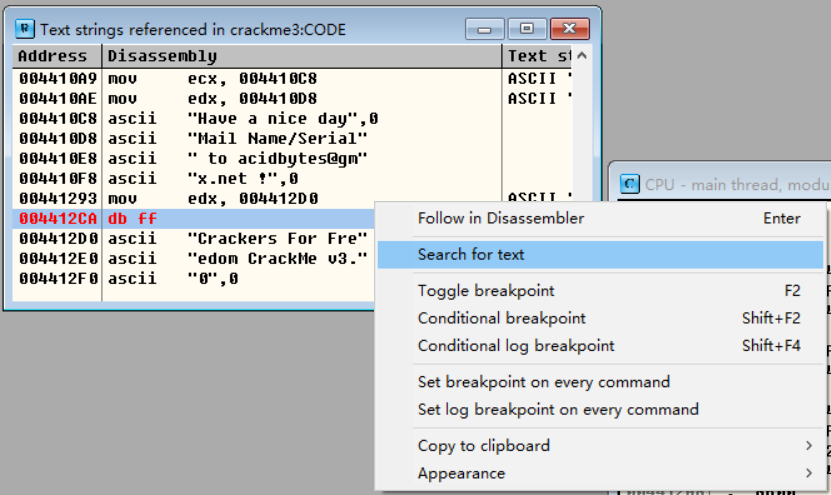 Text strings referenced in crackme3:CODE
Address Disassembly Text st
004410A9 mov ecx, 004410C8 ASCII "
004410AE mov edx, 004410D8 ASCII "
004410C8 ascii "Have a nice day",0
004410D8 ascii "Mail Name/Serial"
004410E8 ascii " to acidbytes@gm"
004410F8 ascii "x.net !",0
00441293 mov edx, 004412D0 ASCII "
004412CA db ff
004412D0 ascii "Crackers For Fre"
004412E0 ascii "edom CrackMe v3."
004412F0 ascii "0",0
CPU - main thread, modu
Follow in Disassembler Enter
Search for text
Toggle breakpoint F2
Conditional breakpoint Shift+F2
Conditional log breakpoint Shift+F4
Set breakpoint on every command
Set log breakpoint on every command
Copy to clipboard
Appearance